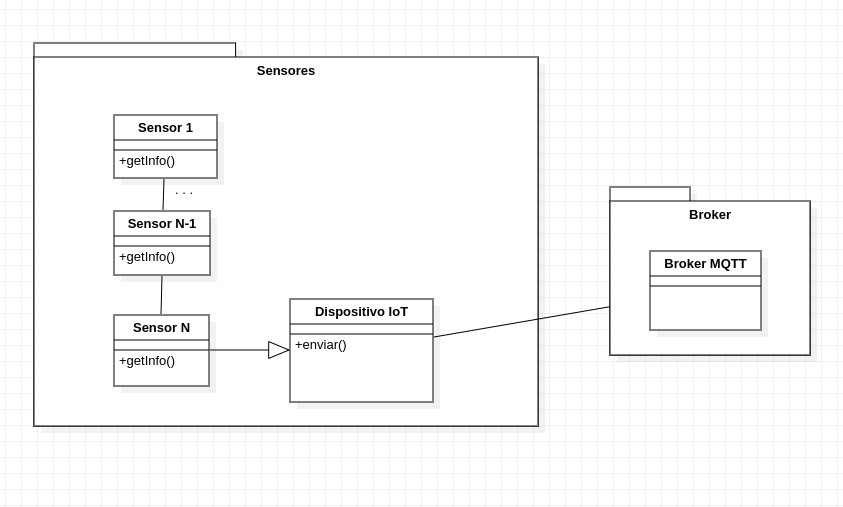 Sensores
Sensor 1
+getInfo()
. . .
Sensor N-1
+getInfo()
Sensor N
+getInfo()
Dispositivo IoT
+enviar()
Broker
Broker MQTT